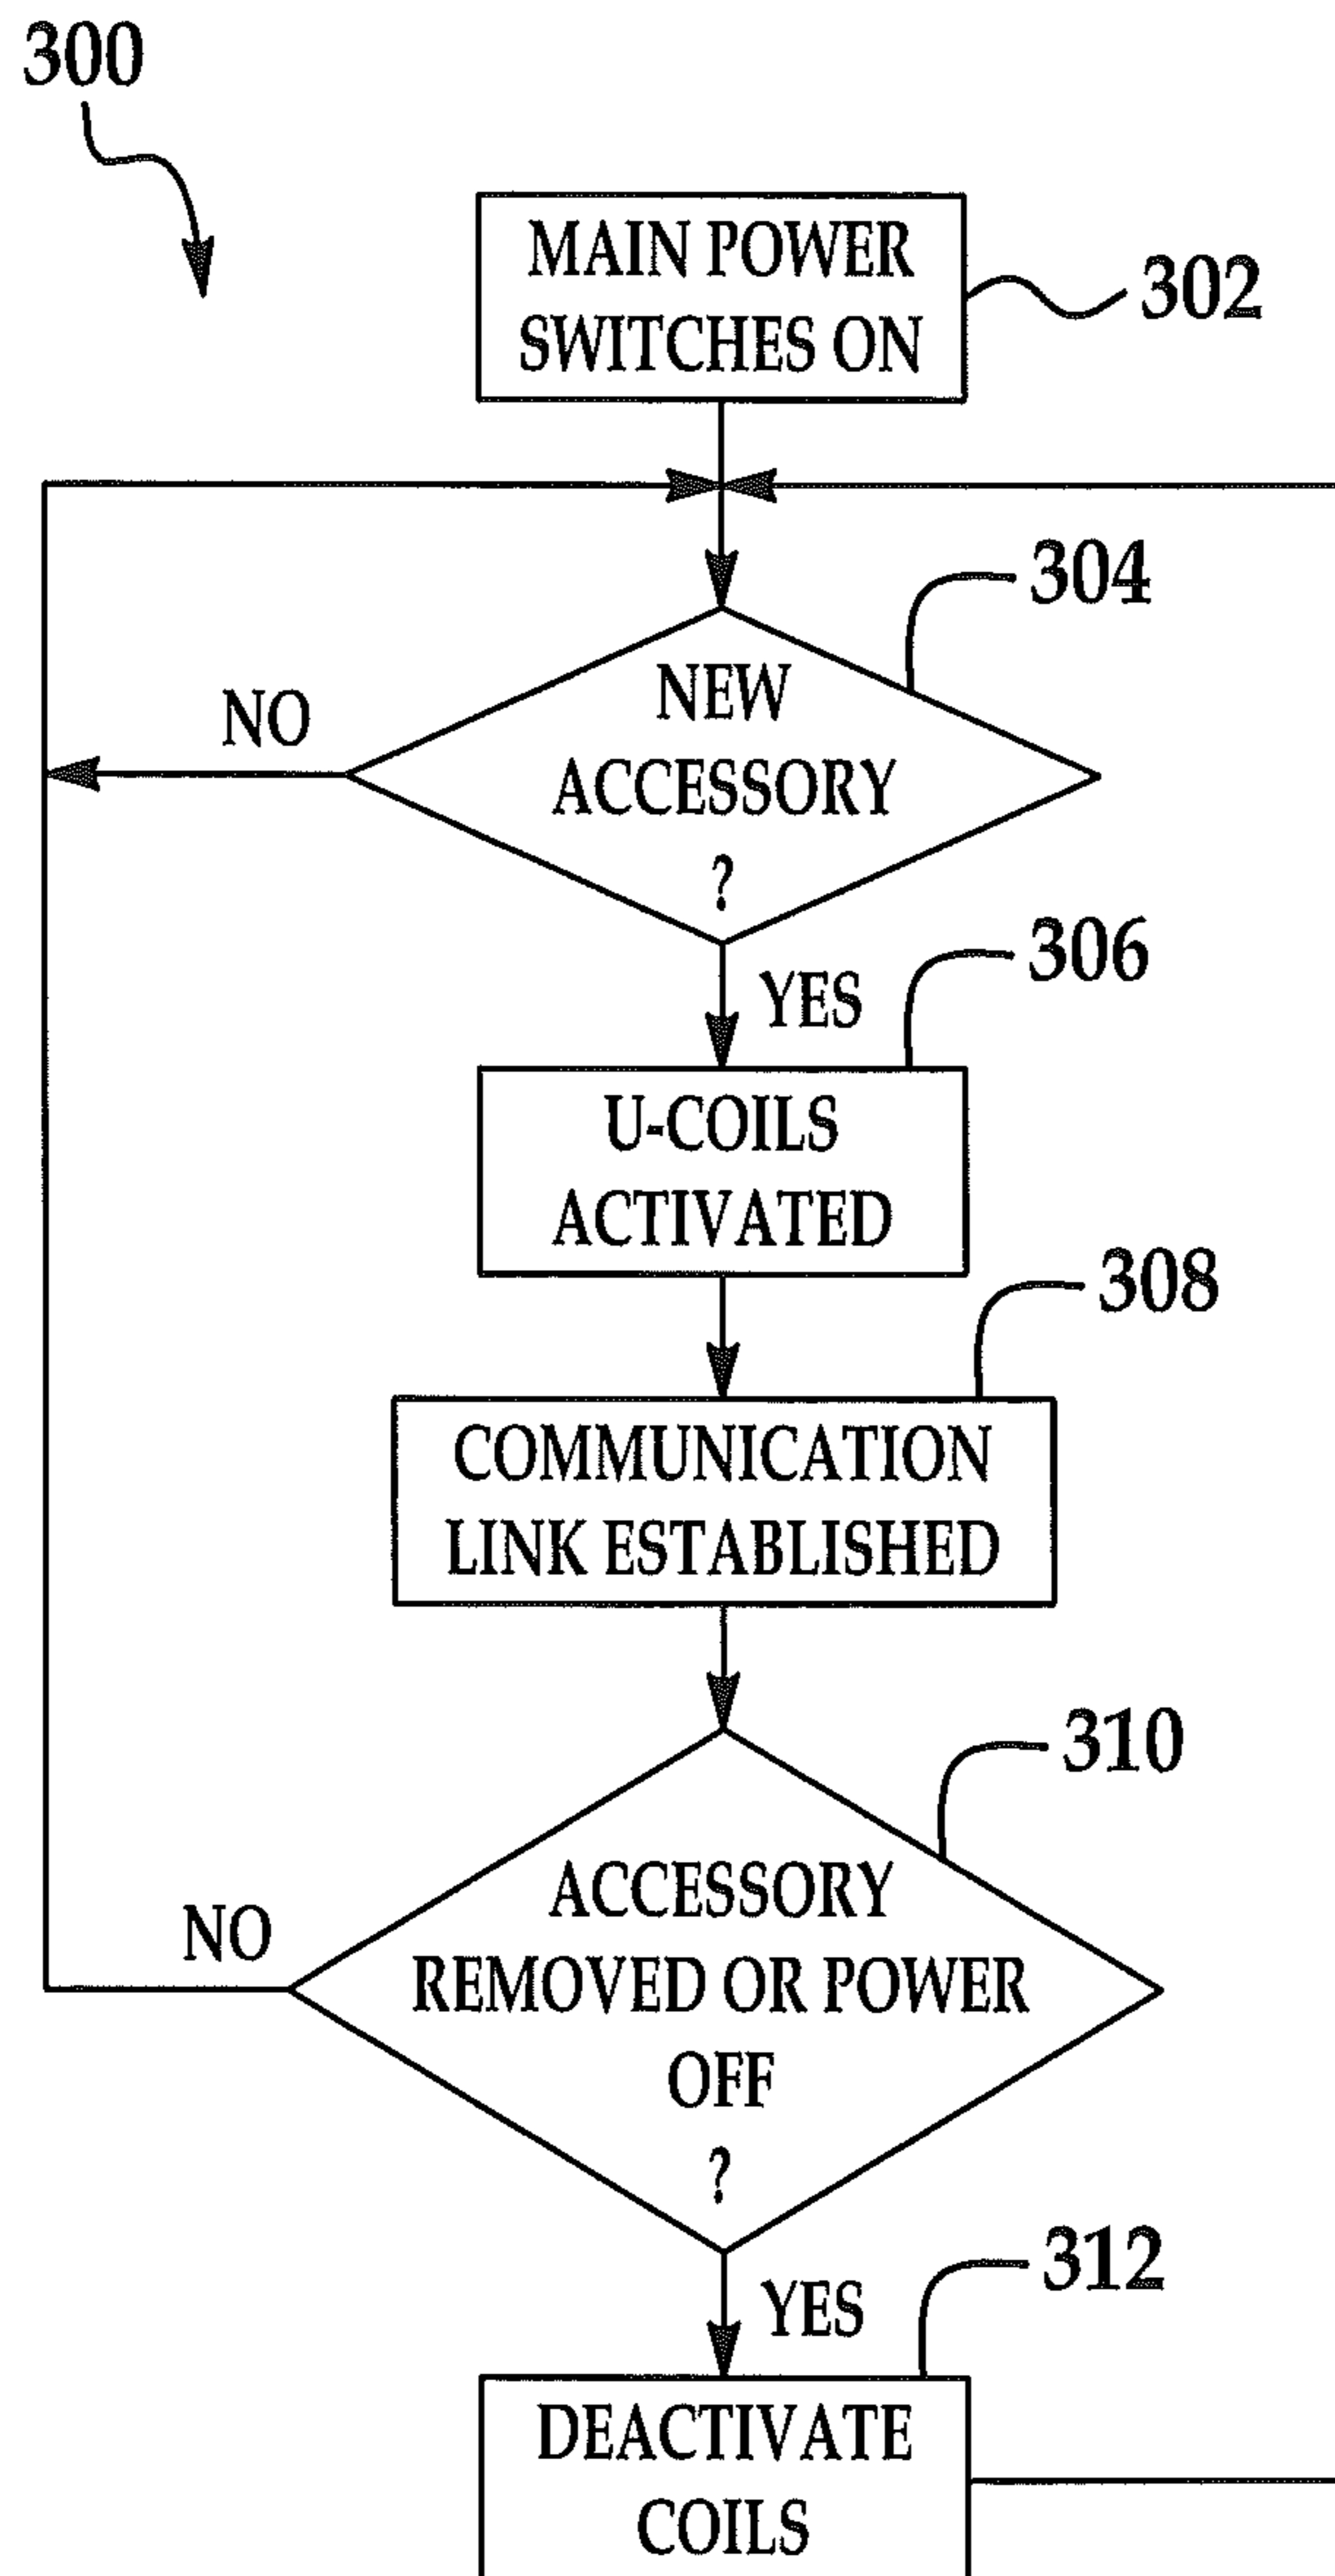 300
MAIN POWER
SWITCHES ON
302
304
NEW
ACCESSORY
?
NO
YES
306
U-COILS
ACTIVATED
308
COMMUNICATION
LINK ESTABLISHED
310
ACCESSORY
REMOVED OR POWER
OFF
?
NO
YES
312
DEACTIVATE
COILS